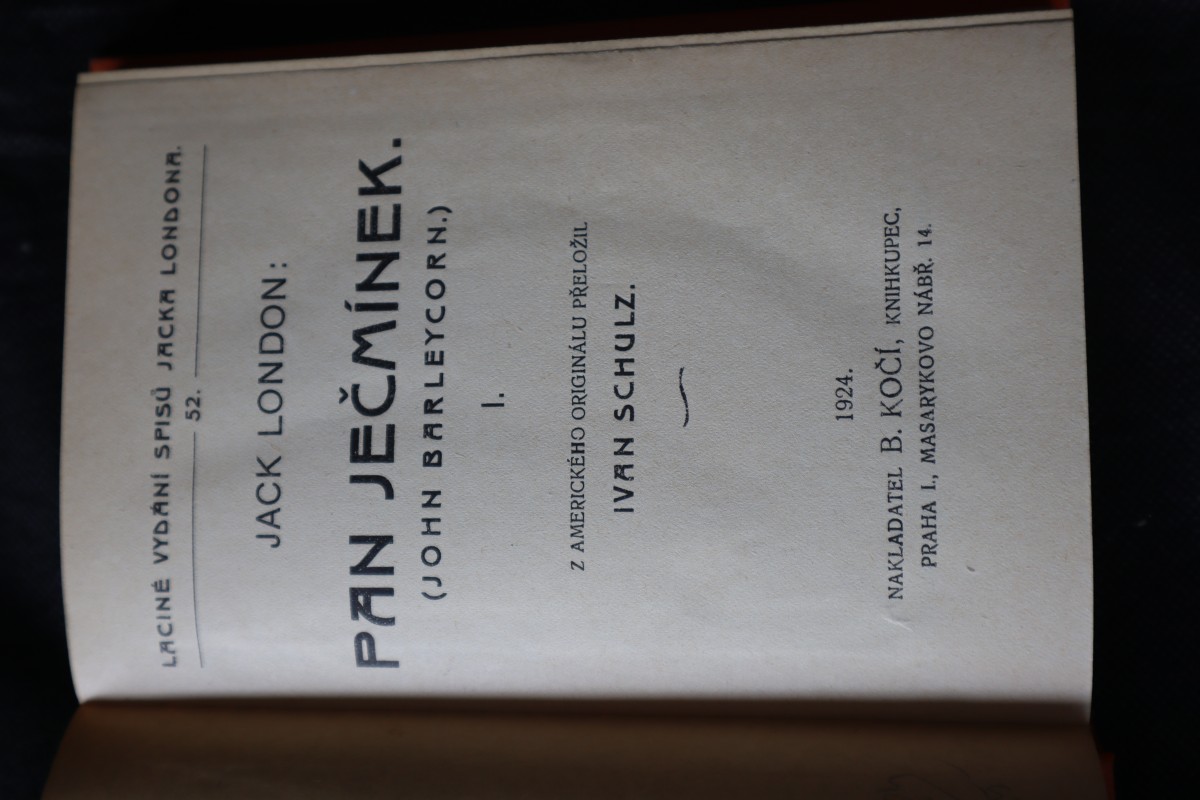 LACINÉ VYDÁNÍ SPISŮ JACKA LONDONA.
52.
JACK LONDON:
PAN JEČMÍNEK.
(JOHN BARLEYCORN.)
I.
Z AMERICKÉHO ORIGINÁLU PŘELOŽIL
IVAN SCHULZ.
1924.
NAKLADATEL B. KOČÍ, KNIHKUPEC,
PRAHA I., MASARYKOVO NÁBŘ. 14.